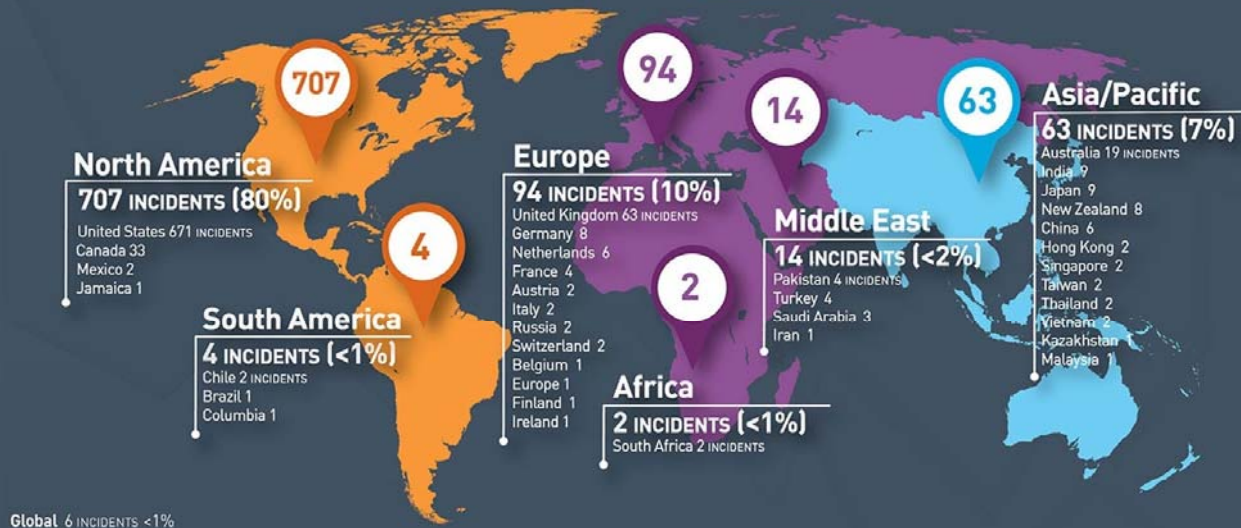 707
North America
707 INCIDENTS (80%)
United States 671 INCIDENTS
Canada 33
Mexico 2
Jamaica 1
4
South America
4 INCIDENTS (<1%)
Chile 2 INCIDENTS
Brazil 1
Columbia 1
94
Europe
94 INCIDENTS (10%)
United Kingdom 63 INCIDENTS
Germany 8
Netherlands 6
France 4
Austria 2
Italy 2
Russia 2
Switzerland 2
Belgium 1
Europe 1
Finland 1
Ireland 1
2
Africa
2 INCIDENTS (<1%)
South Africa 2 INCIDENTS
14
Middle East
14 INCIDENTS (<2%)
Pakistan 4 INCIDENTS
Turkey 4
Saudi Arabia 3
Iran 1
63
Asia/Pacific
63 INCIDENTS (7%)
Australia 19 INCIDENTS
India 9
Japan 9
New Zealand 8
China 6
Hong Kong 2
Singapore 2
Taiwan 2
Thailand 2
Vietnam 2
Kazakhstan 1
Malaysia 1
Global 6 INCIDENTS <1%